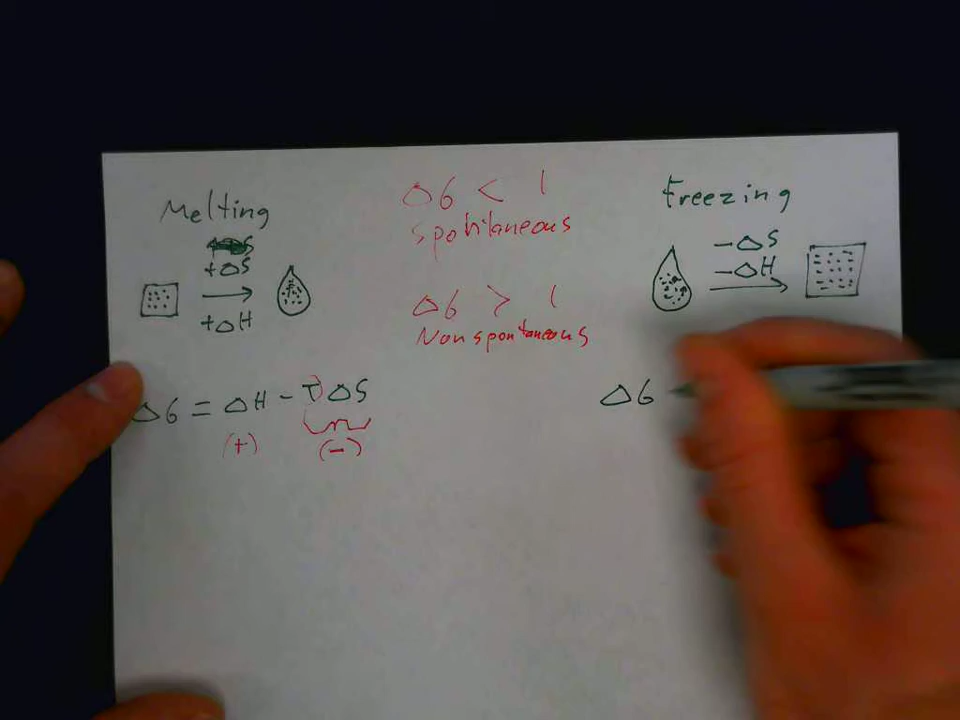 Melting
+ΔS
+ΔH
ΔG = ΔH - TΔS
(+)
(-)
ΔG < 1
spontaneous
ΔG > 1
Nonspontaneous
Freezing
-ΔS
-ΔH
ΔG